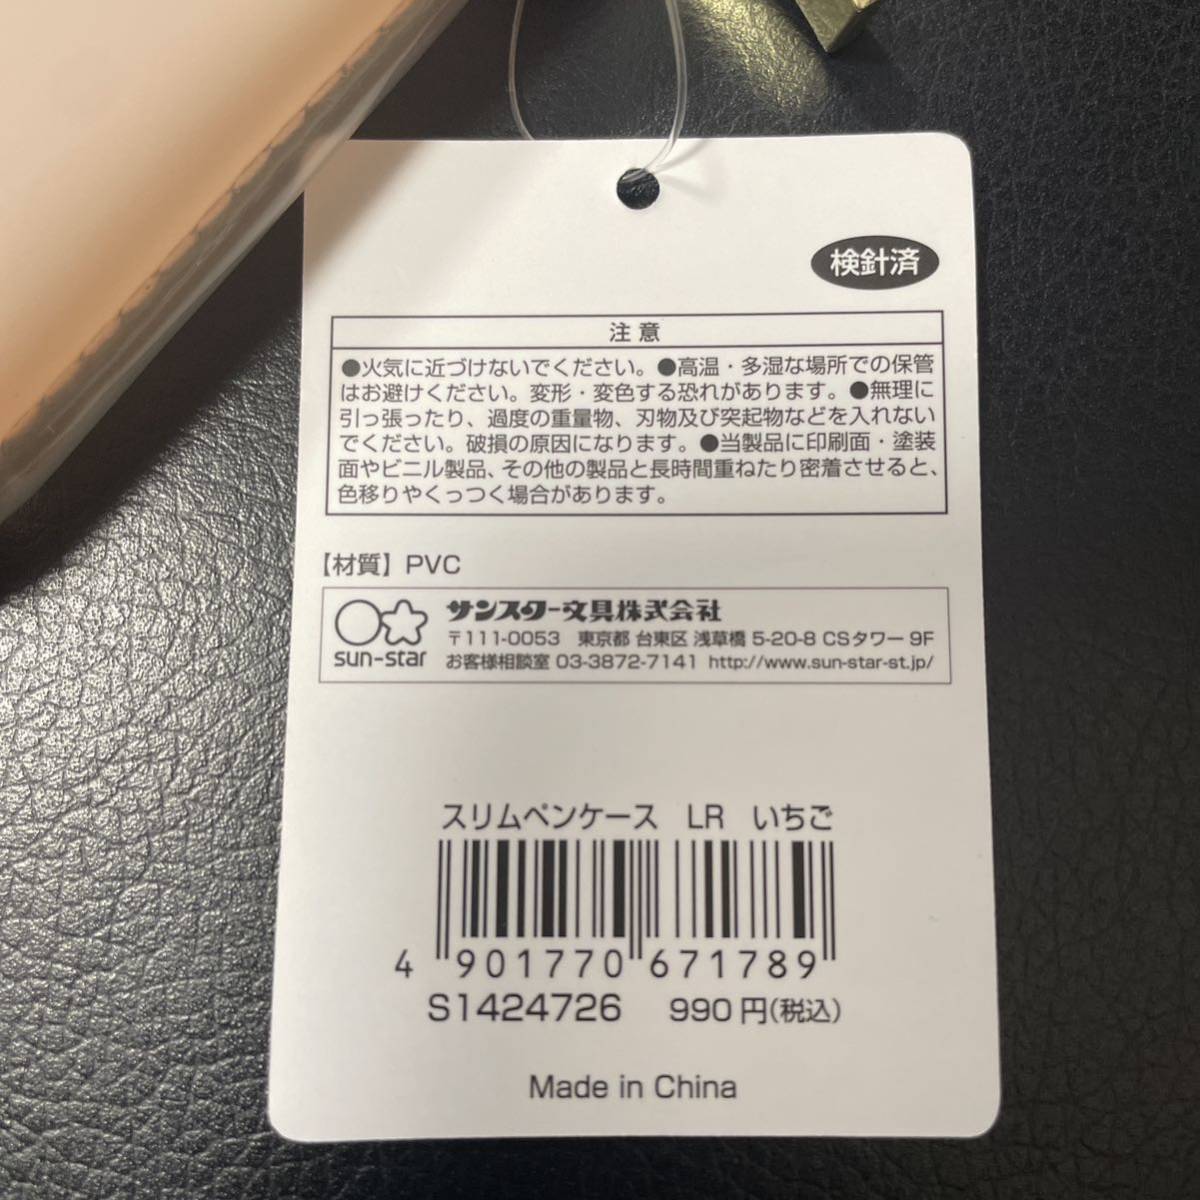 検針済
注意
●火気に近づけないでください。●高温・多湿な場所での保管
はお避けください。変形・変色する恐れがあります。●無理に
引っ張ったり、過度の重量物、刃物及び突起物などを入れない
でください。破損の原因になります。●当製品に印刷面・塗装
面やビニル製品、その他の製品と長時間重ねたり密着させると、
色移りやくっつく場合があります。
【材質】PVC
sun-star
サンスター文具株式会社
〒111-0053 東京都 台東区 浅草橋 5-20-8 CSタワー 9F
お客様相談室 03-3872-7141 http://www.sun-star-st.jp/
スリムペンケース LR いちご
4 901770 671789
S1424726 990円(税込)
Made in China